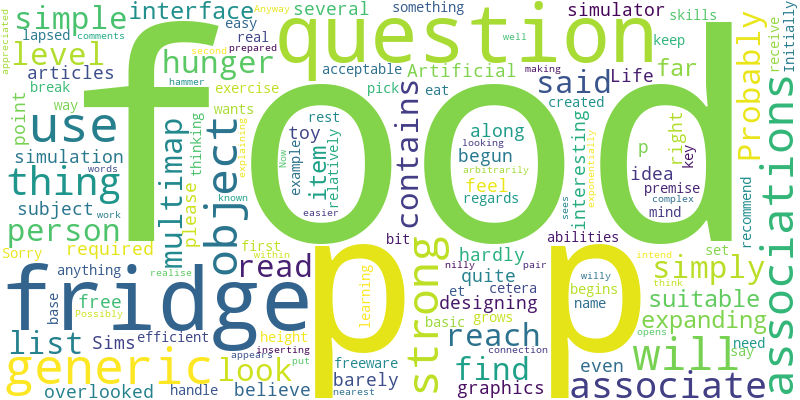 appreciated
simple
lapsed
comments
interface
Anyway
easy
several
something
simulator
skills
Initially
receive
keep
level
real
second
prepared
question
well
hunger
articles
acceptable
Artificial
making
said
Life
far
Probably
break
hammer
exercise
pick
eat
created
point
way
wants
food
use
multimap
thinking
please
object
explaining
rest
toy
example
Now
item
relatively
easier
contains
along
begun
looking
arbitrarily
feel
regards
interesting
exponentially
sees
p
right
key
idea
premise
complex
mind
recommend
associations
simulation
words
thing
subject
work
known
person
Sorry
required
realise
first
within
bit
strong
hardly
abilities
set
anything
read
nilly
pair
willy
intend
think
simply
fridge
base
free
Possibly
learning
pp
quite
et
cetera
begins
name
suitable
designing
basic
grows
expanding
list
Sims
efficient
height
appears
inserting
put
reach
connection
even
opens
need
say
will
generic
look
freeware
barely
nearest
find
graphics
associate
overlooked
handle
believe